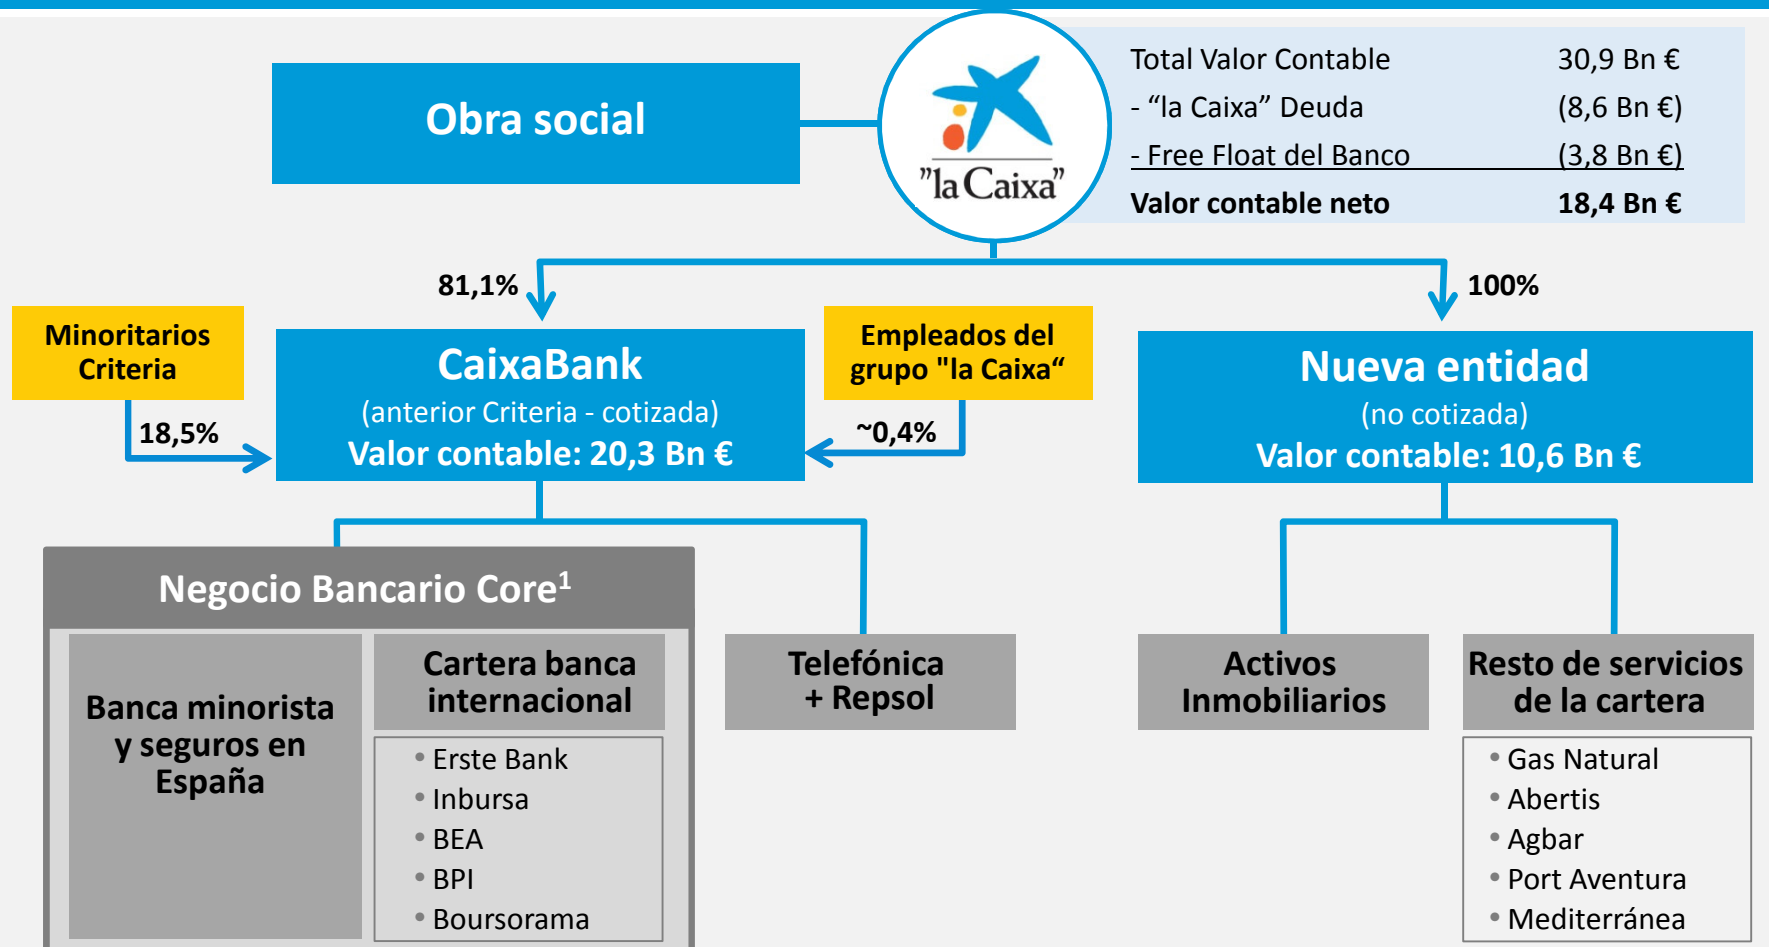 Obra social
"la Caixa”
Total Valor Contable 30,9 Bn €
- “la Caixa” Deuda (8,6 Bn €)
- Free Float del Banco (3,8 Bn €)
Valor contable neto 18,4 Bn €
81,1%
100%
Minoritarios
Criteria
18,5%
CaixaBank
(anterior Criteria - cotizada)
Valor contable: 20,3 Bn €
Empleados del
grupo "la Caixa“
~0,4%
Nueva entidad
(no cotizada)
Valor contable: 10,6 Bn €
Negocio Bancario Core¹
Banca minorista
y seguros en
España
Cartera banca
internacional
• Erste Bank
• Inbursa
• BEA
• BPI
• Boursorama
Telefónica
+ Repsol
Activos
Inmobiliarios
Resto de servicios
de la cartera
• Gas Natural
• Abertis
• Agbar
• Port Aventura
• Mediterránea